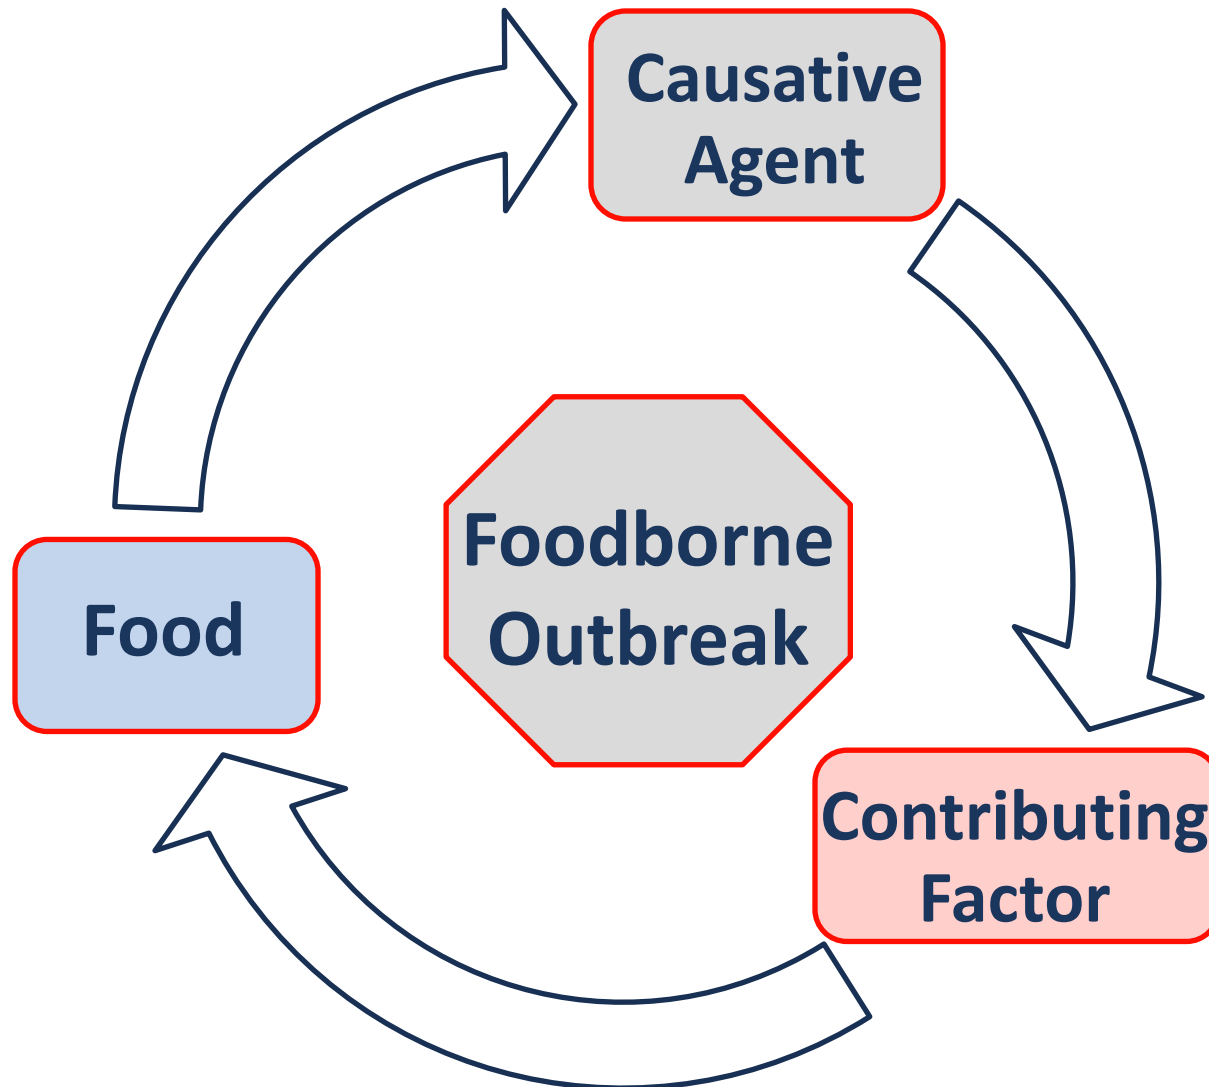 Causative
Agent
Foodborne
Outbreak
Food
Contributing
Factor